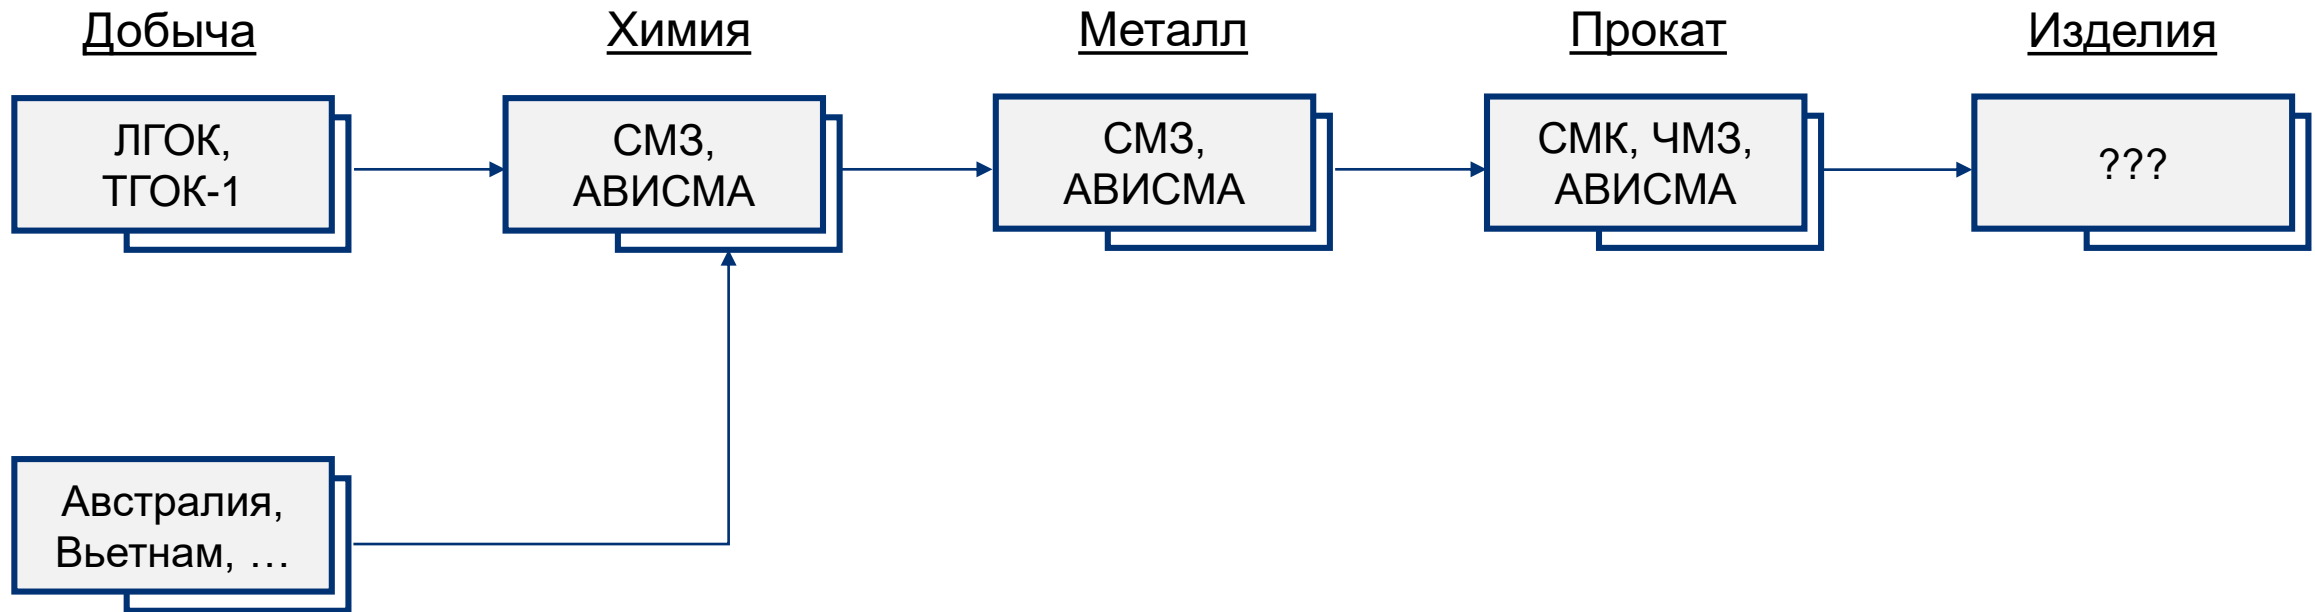 Добыча
Химия
Металл
Прокат
Изделия
ЛГОК,
ТГОК-1
СМЗ,
АВИСМА
СМЗ,
АВИСМА
СМК, ЧМЗ,
АВИСМА
???
Австралия,
Вьетнам, …